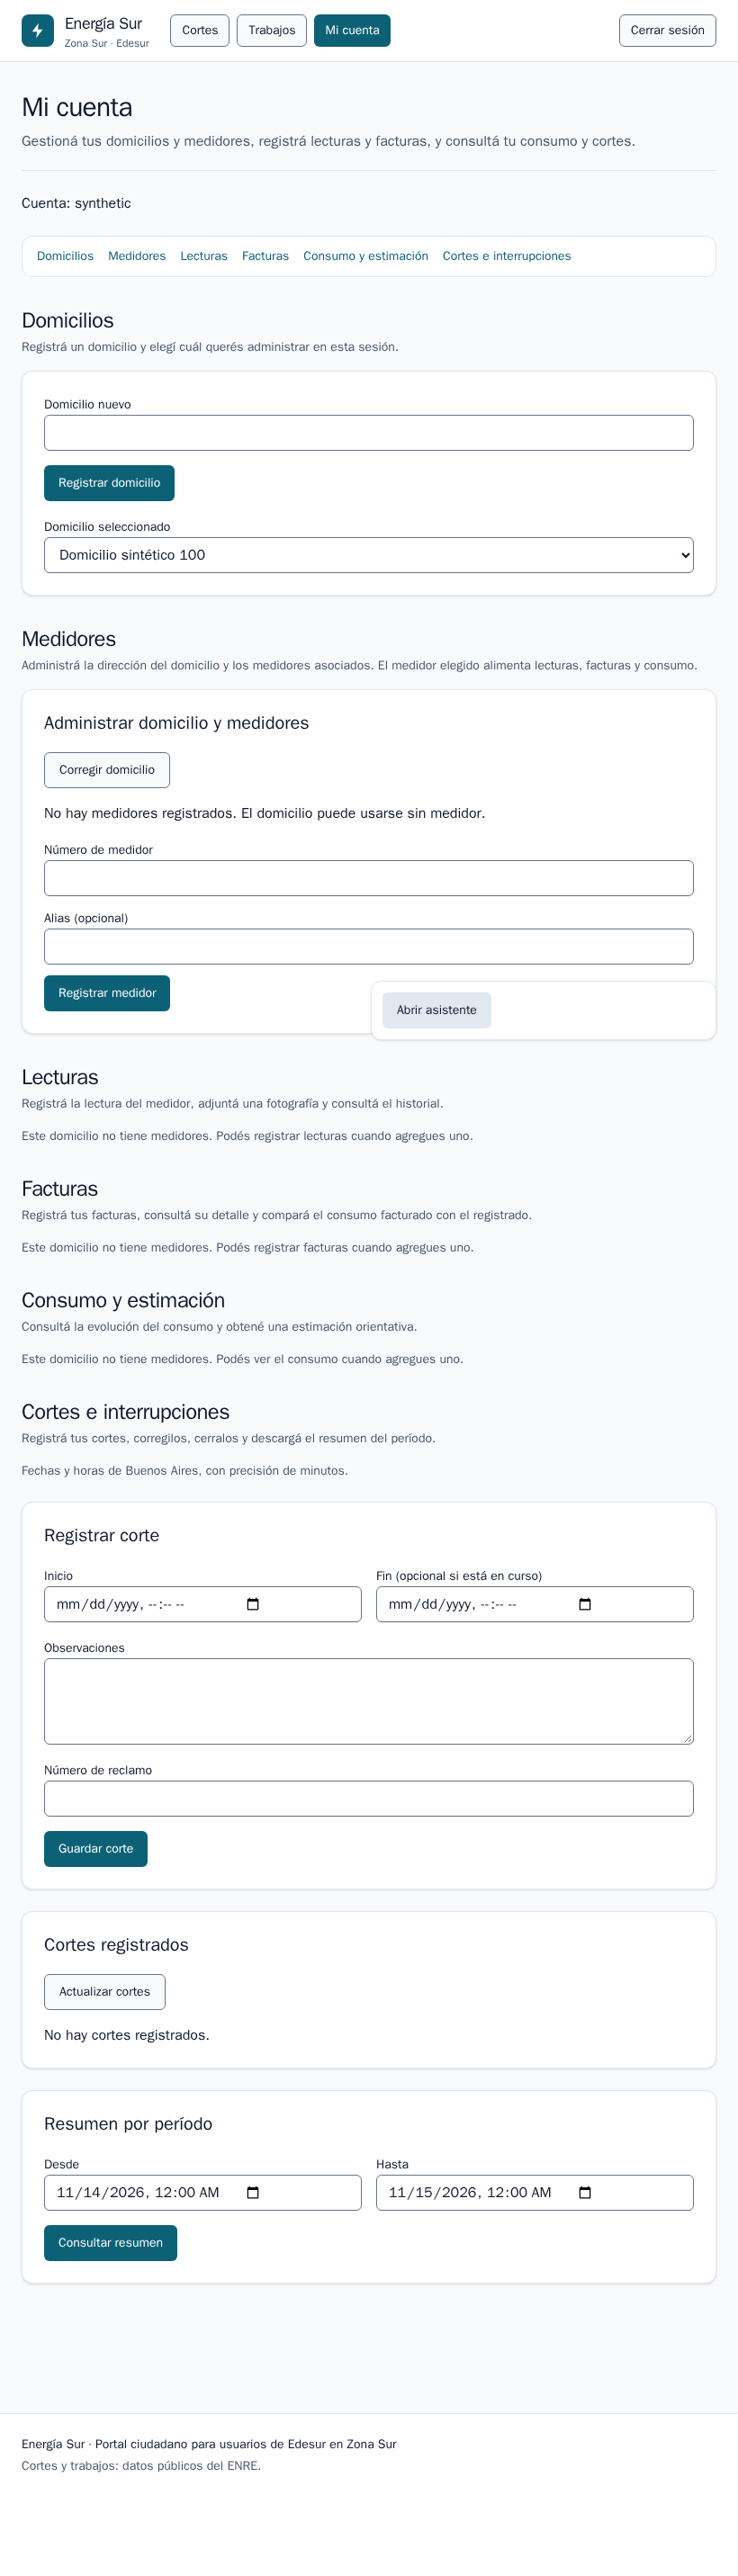 Energía Sur
Zona Sur · Edesur
Cortes
Trabajos
Mi cuenta
Cerrar sesión
Mi cuenta
Gestioná tus domicilios y medidores, registrá lecturas y facturas, y consultá tu consumo y cortes.
Cuenta: synthetic
Domicilios Medidores Lecturas Facturas Consumo y estimación Cortes e interrupciones
Domicilios
Registrá un domicilio y elegí cuál querés administrar en esta sesión.
Domicilio nuevo
Registrar domicilio
Domicilio seleccionado
Domicilio sintético 100
Medidores
Administrá la dirección del domicilio y los medidores asociados. El medidor elegido alimenta lecturas, facturas y consumo.
Administrar domicilio y medidores
Corregir domicilio
No hay medidores registrados. El domicilio puede usarse sin medidor.
Número de medidor
Alias (opcional)
Registrar medidor
Abrir asistente
Lecturas
Registrá la lectura del medidor, adjuntá una fotografía y consultá el historial.
Este domicilio no tiene medidores. Podés registrar lecturas cuando agregues uno.
Facturas
Registrá tus facturas, consultá su detalle y compará el consumo facturado con el registrado.
Este domicilio no tiene medidores. Podés registrar facturas cuando agregues uno.
Consumo y estimación
Consultá la evolución del consumo y obtené una estimación orientativa.
Este domicilio no tiene medidores. Podés ver el consumo cuando agregues uno.
Cortes e interrupciones
Registrá tus cortes, corregilos, cerralos y descargá el resumen del período.
Fechas y horas de Buenos Aires, con precisión de minutos.
Registrar corte
Inicio
Fin (opcional si está en curso)
mm/dd/yyyy, --:-- --
mm/dd/yyyy, --:-- --
Observaciones
Número de reclamo
Guardar corte
Cortes registrados
Actualizar cortes
No hay cortes registrados.
Resumen por período
Desde
Hasta
11/14/2026, 12:00 AM
11/15/2026, 12:00 AM
Consultar resumen
Energía Sur · Portal ciudadano para usuarios de Edesur en Zona Sur
Cortes y trabajos: datos públicos del ENRE.